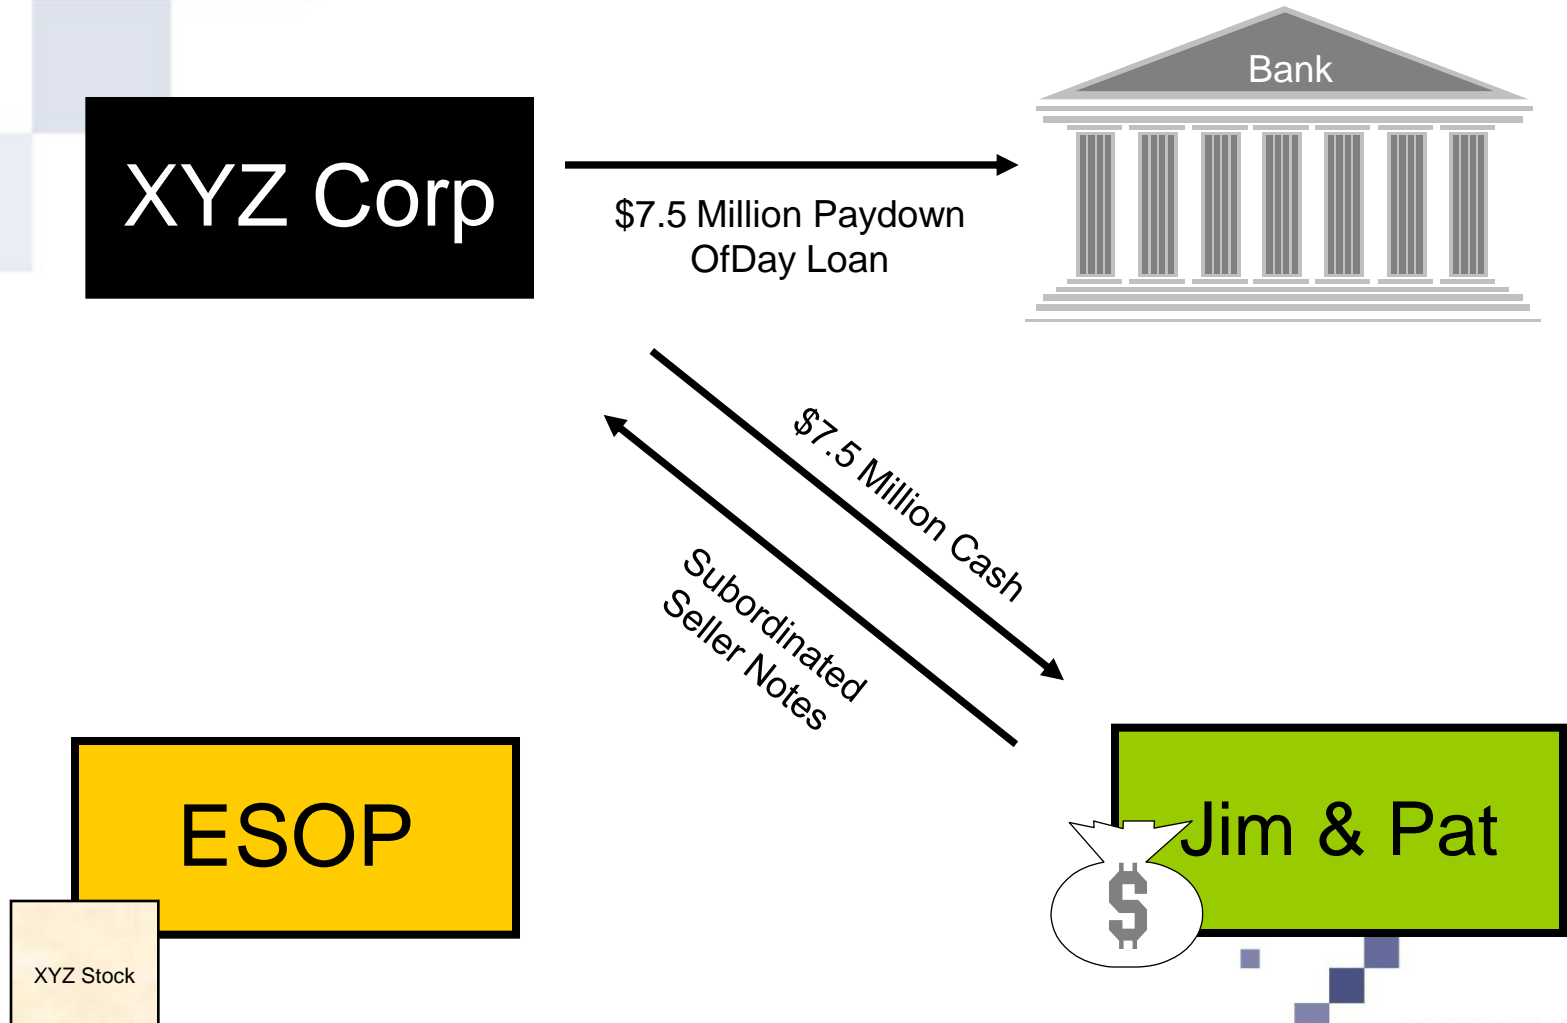 Bank
XYZ Corp
$7.5 Million Paydown
OfDay Loan
$7.5 Million Cash
Subordinated
Seller Notes
ESOP
Jim & Pat
$
XYZ Stock